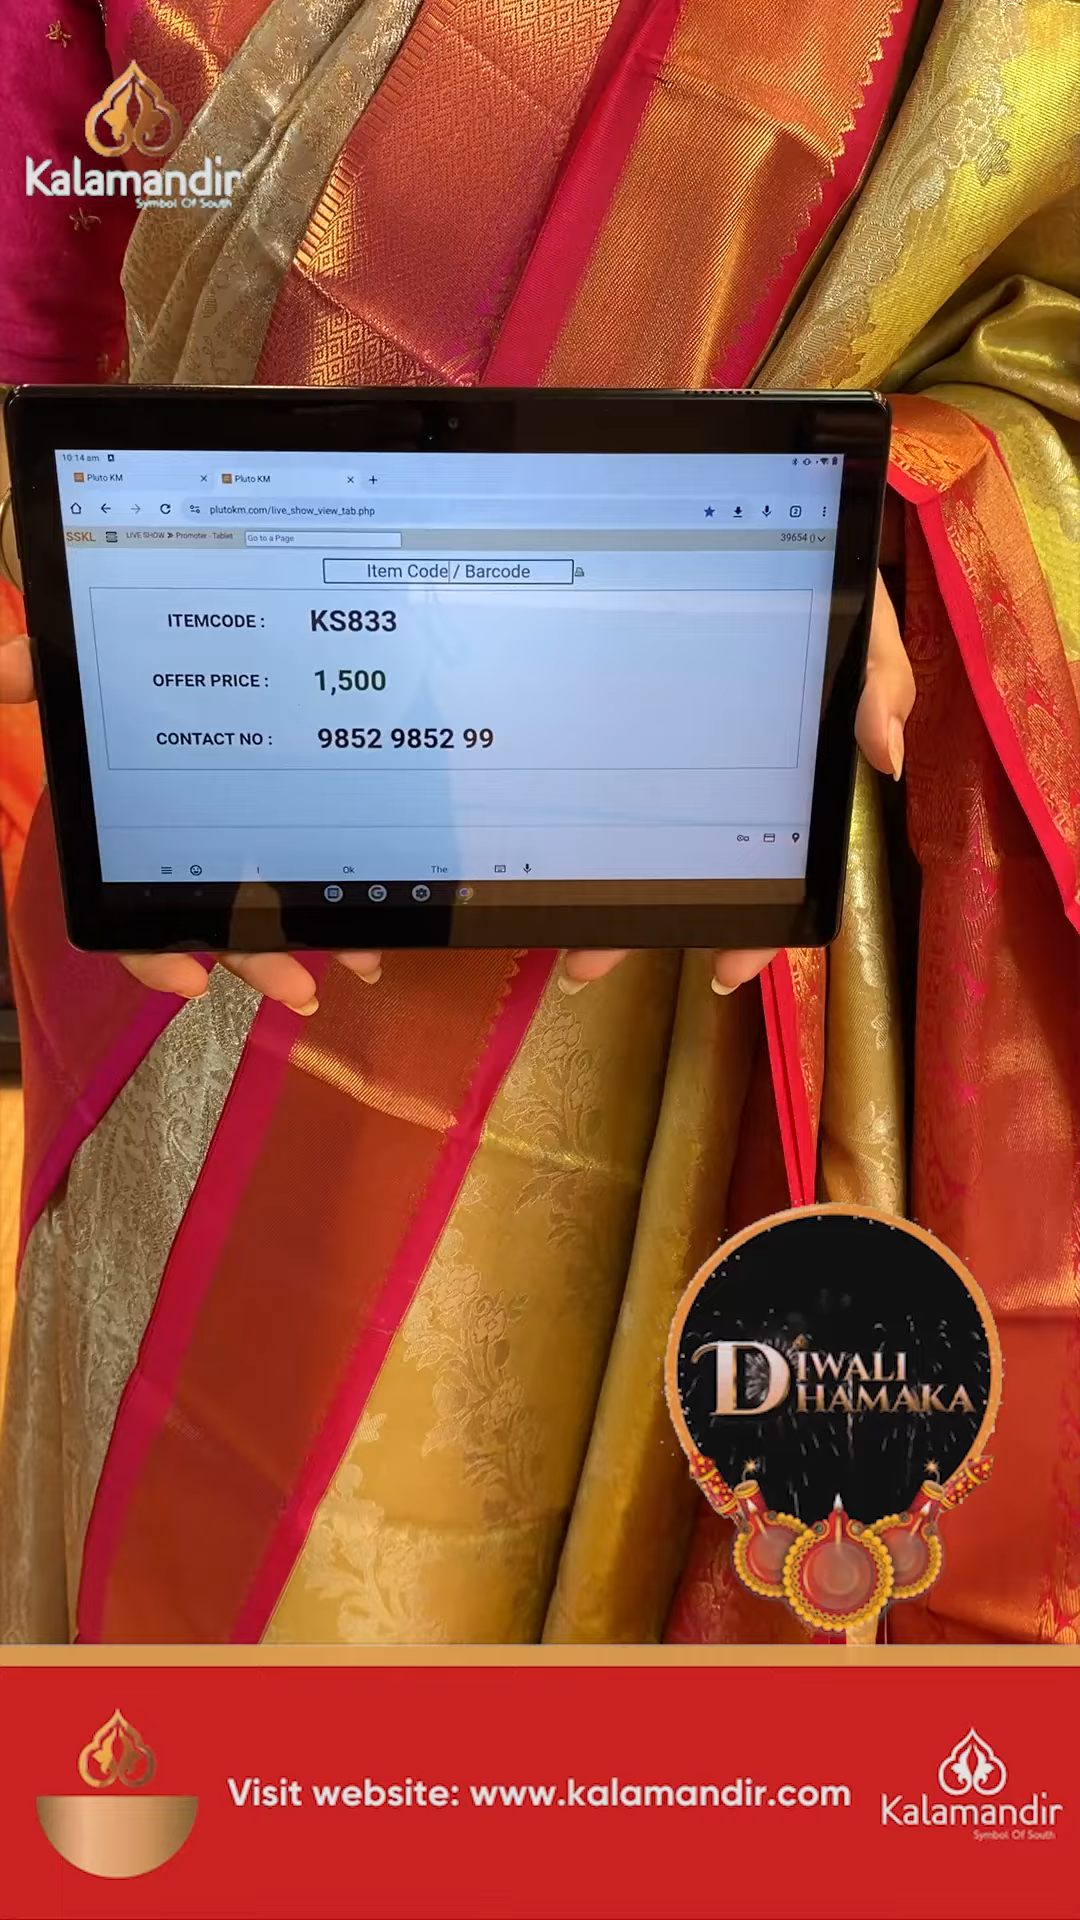 Kalamandir
Symbol Of South
10:14 am
Pluto KM
Pluto KM
plutokm.com/live_show_view_tab.php
2
SSKL
LIVE SHOW
Promoter - Tablet
Go to a Page
39654 ()
Item Code / Barcode
ITEMCODE : KS833
OFFER PRICE : 1,500
CONTACT NO : 9852 9852 99
I
Ok
The
DIWALI
DHAMAKA
Visit website: www.kalamandir.com
Kalamandir
Symbol Of South